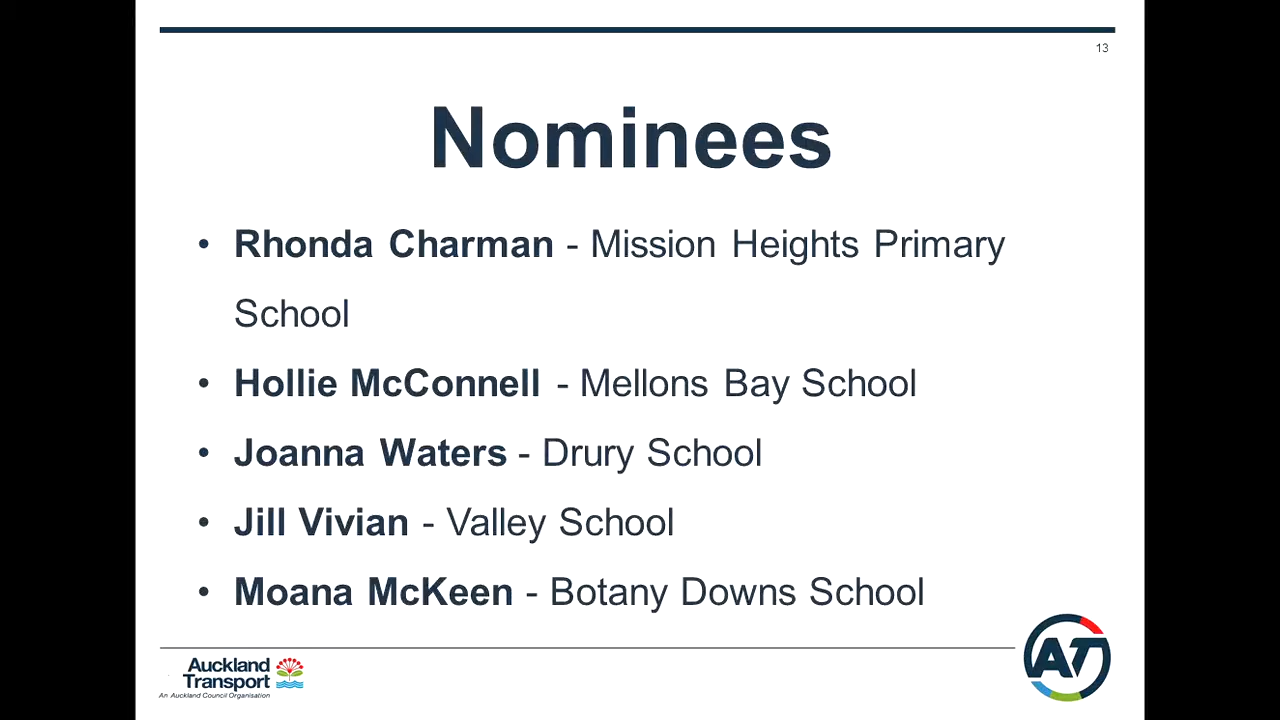 13
Nominees
• Rhonda Charman - Mission Heights Primary
School
• Hollie McConnell - Mellons Bay School
• Joanna Waters - Drury School
• Jill Vivian - Valley School
• Moana McKeen - Botany Downs School
Auckland
Transport
An Auckland Council Organisation
AT